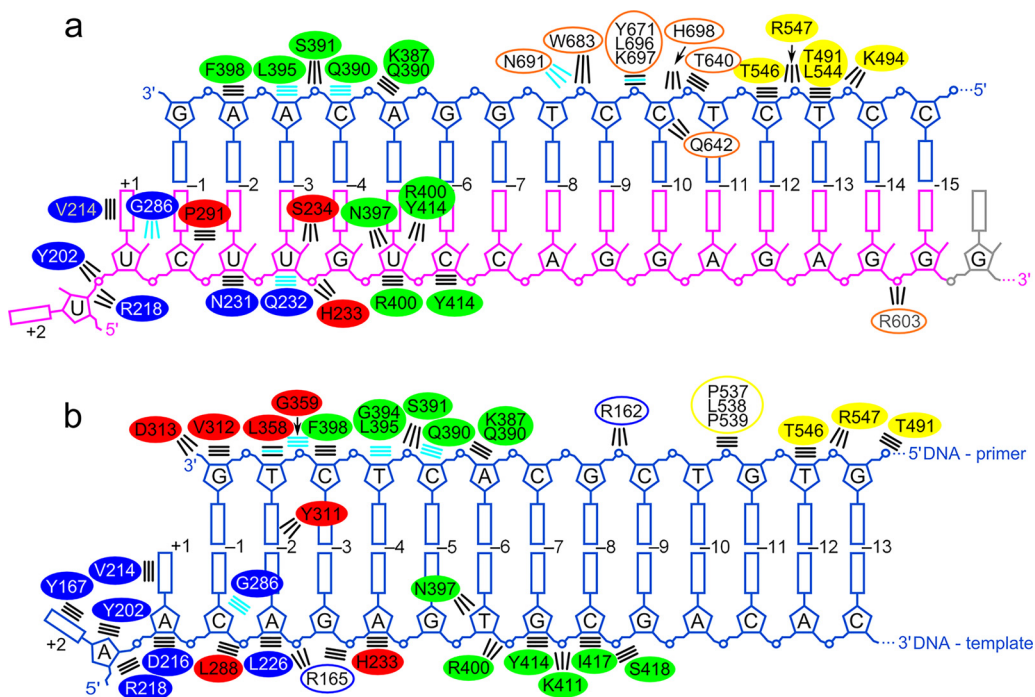 a
S391
F398 L395 Q390 K387
Q390
N691 W683 Y671
L696
K697
H698
T640 T546 R547
T491
L544
K494
3' G A A C A G G T C C T C T C C 5'
Q642
+1 –1 –2 –3 –4 –5 –6 –7 –8 –9 –10 –11 –12 –13 –14 -15
V214 G286 P291 S234 N397 R400
Y414
Y202 U C U U G U C C A G A G A G G G 3'
R218 N231 Q232 H233 R400 Y414 R603
U
+2 5'
b
D313 V312 L358 G359 F398 G394
L395
S391 Q390 K387
Q390
R162 P537
L538
P539
T546 R547 T491
3' G T C T C A C G C T G T G 5'DNA - primer
Y311
+1 –1 –2 –3 –4 –5 –6 –7 –8 –9 –10 –11 –12 –13
V214 Y167 Y202 G286 N397
+2 A A C A G A G T G C G A C A C 3'DNA - template
D216 L288 L226 R165 H233 R400 Y414 K411 I417 S418
5' R218